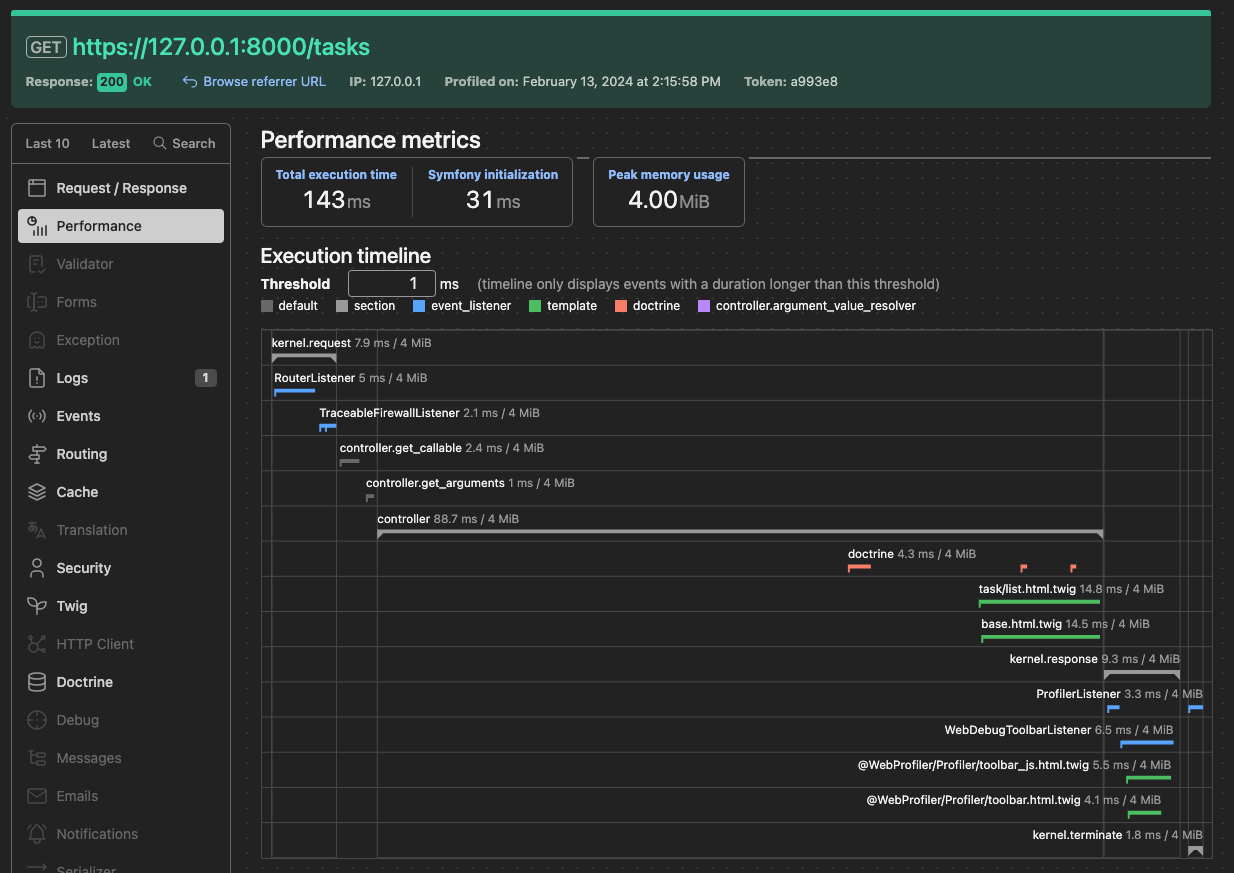 GET https://127.0.0.1:8000/tasks
Response: 200 OK Browse referrer URL IP: 127.0.0.1 Profiled on: February 13, 2024 at 2:15:58 PM Token: a993e8
Last 10 Latest Search
Request / Response
Performance
Validator
Forms
Exception
Logs 1
Events
Routing
Cache
Translation
Security
Twig
HTTP Client
Doctrine
Debug
Messages
Emails
Notifications
Serializer
Performance metrics
Total execution time
143 ms
Symfony initialization
31 ms
Peak memory usage
4.00 MiB
Execution timeline
Threshold 1 ms (timeline only displays events with a duration longer than this threshold)
default section event_listener template doctrine controller.argument_value_resolver
kernel.request 7.9 ms / 4 MiB
RouterListener 5 ms / 4 MiB
TraceableFirewallListener 2.1 ms / 4 MiB
controller.get_callable 2.4 ms / 4 MiB
controller.get_arguments 1 ms / 4 MiB
controller 88.7 ms / 4 MiB
doctrine 4.3 ms / 4 MiB
task/list.html.twig 14.8 ms / 4 MiB
base.html.twig 14.5 ms / 4 MiB
kernel.response 9.3 ms / 4 MiB
ProfilerListener 3.3 ms / 4 MiB
WebDebugToolbarListener 6.5 ms / 4 MiB
@WebProfiler/Profiler/toolbar_js.html.twig 5.5 ms / 4 MiB
@WebProfiler/Profiler/toolbar.html.twig 4.1 ms / 4 MiB
kernel.terminate 1.8 ms / 4 MiB